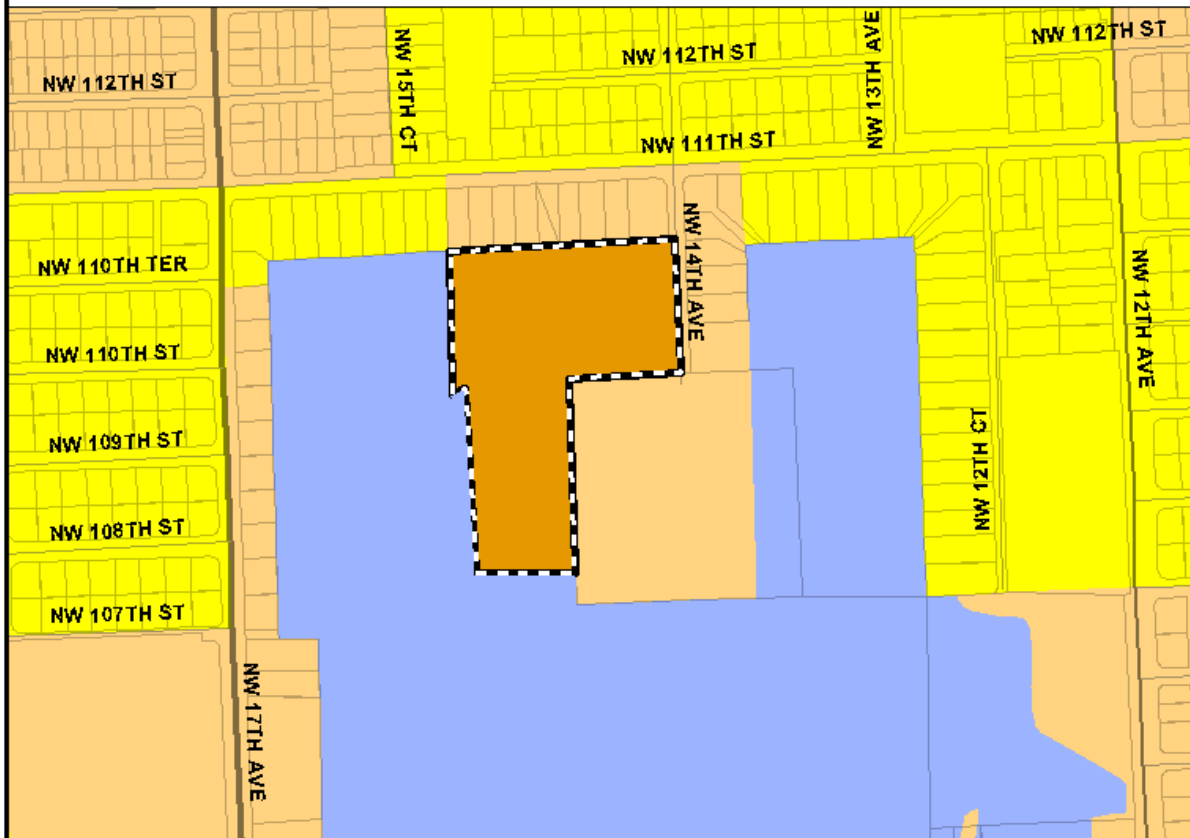 NW 112TH ST
NW 15TH CT
NW 112TH ST
NW 13TH AVE
NW 112TH ST
NW 111TH ST
NW 110TH TER
NW 14TH AVE
NW 12TH AVE
NW 110TH ST
NW 109TH ST
NW 12TH CT
NW 108TH ST
NW 107TH ST
NW 17TH AVE